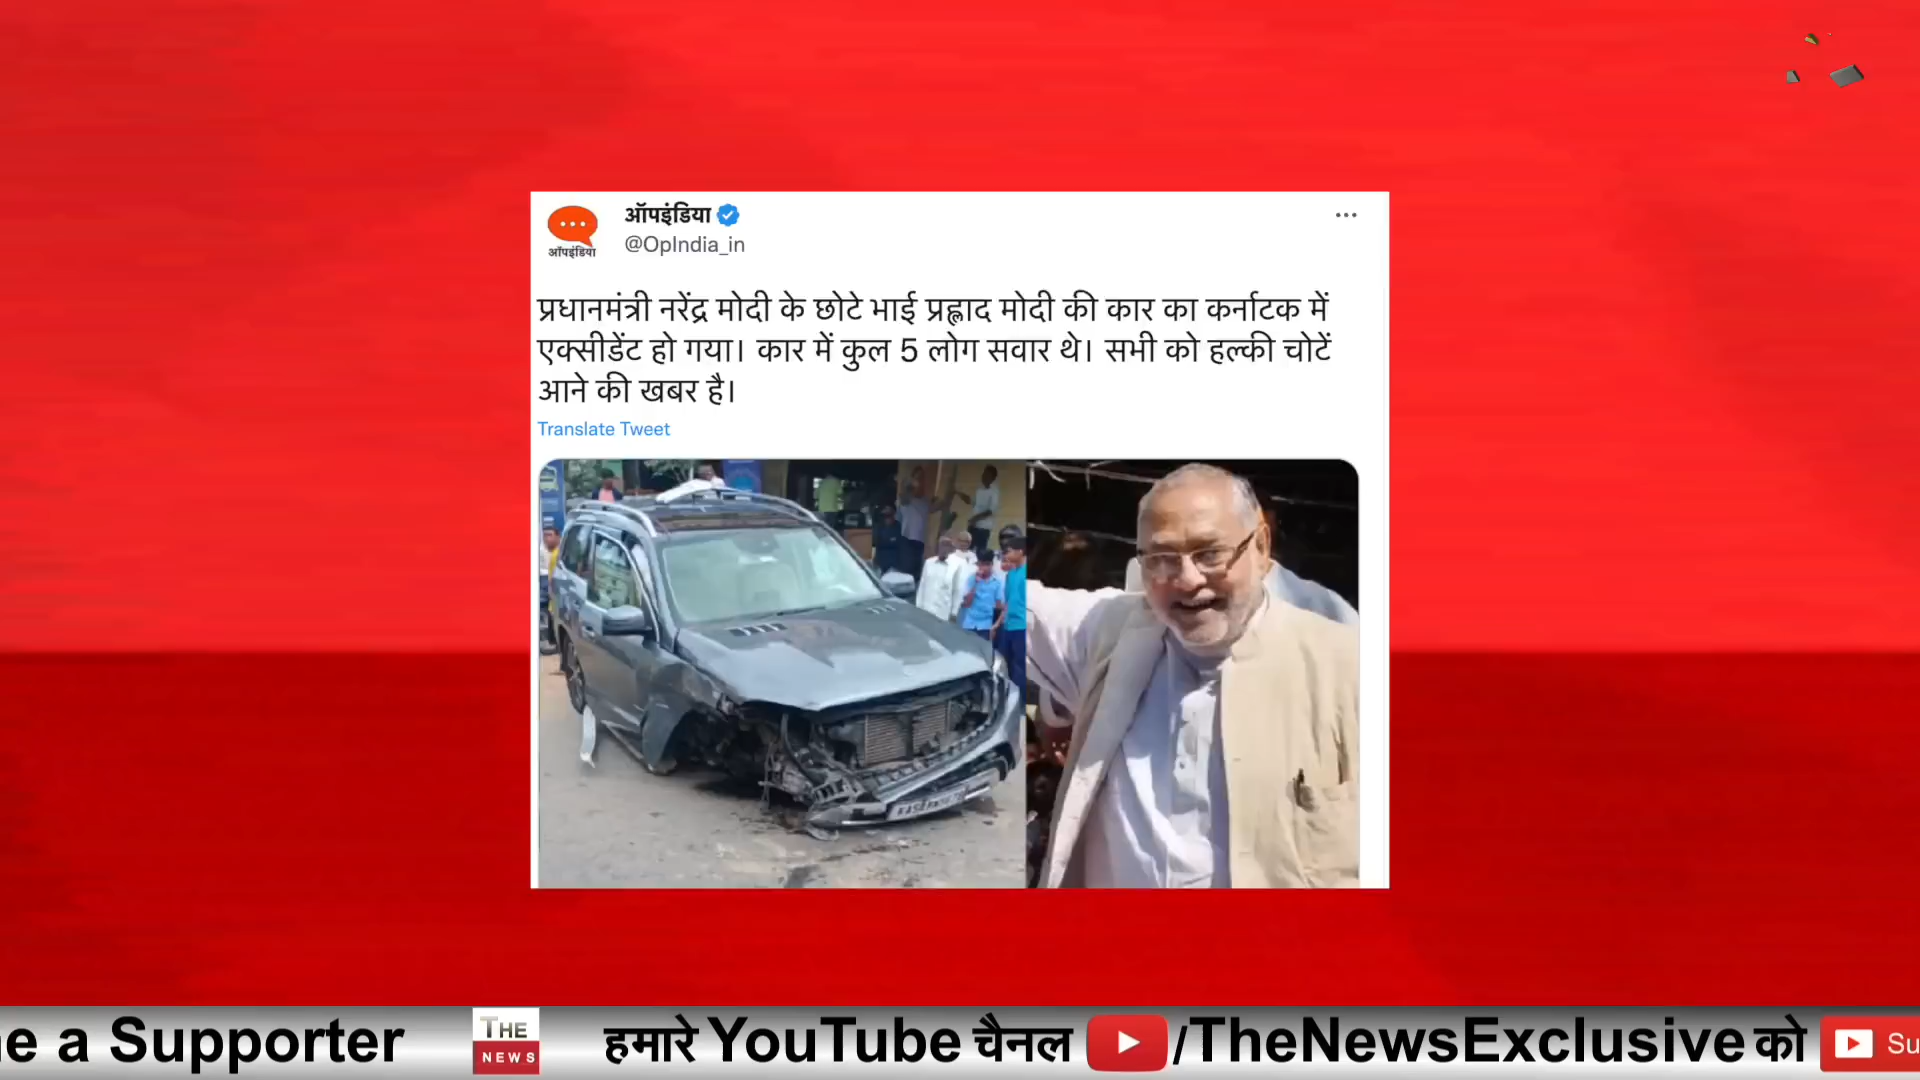 ऑपइंडिया
@OpIndia_in
ऑपइंडिया
प्रधानमंत्री नरेंद्र मोदी के छोटे भाई प्रह्लाद मोदी की कार का कर्नाटक में
एक्सीडेंट हो गया। कार में कुल 5 लोग सवार थे। सभी को हल्की चोटें
आने की खबर है।
Translate Tweet
a Supporter THE NEWS हमारे YouTube चैनल /TheNewsExclusive को